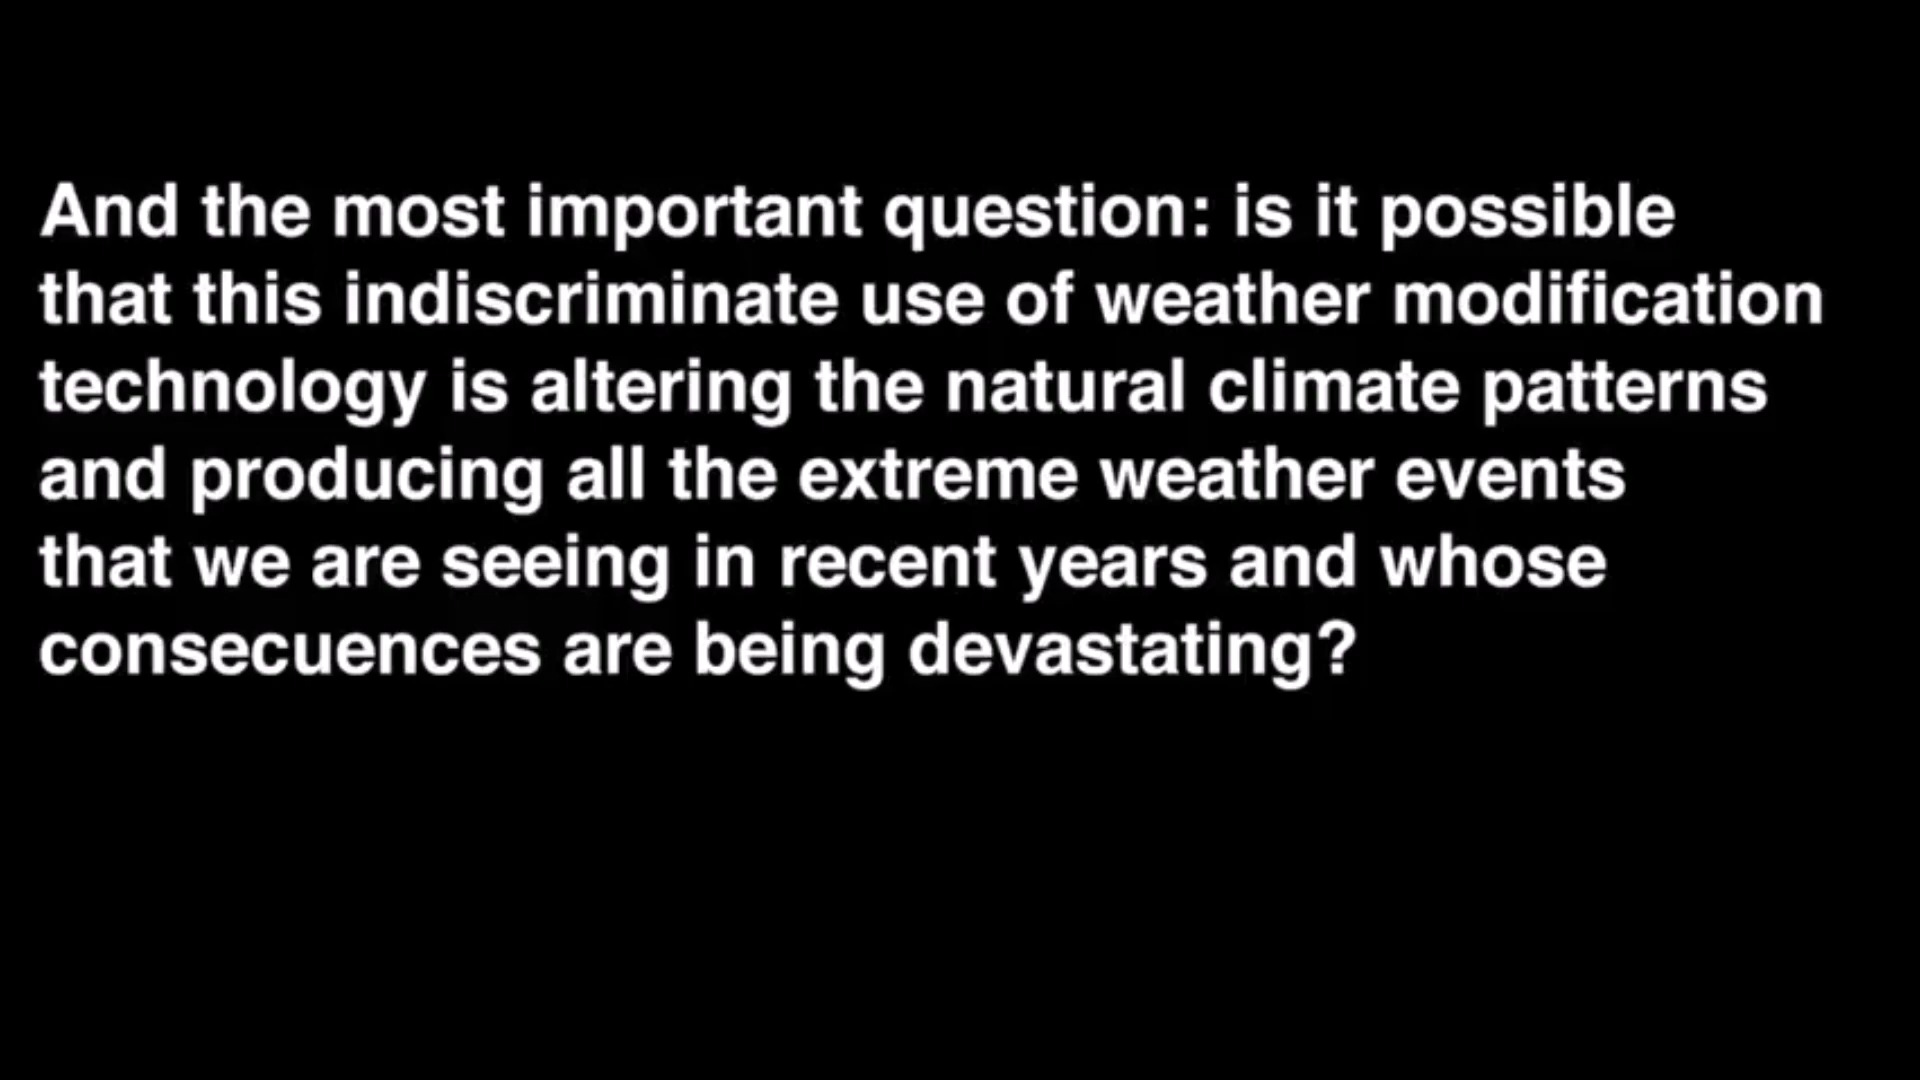 And the most important question: is it possible
that this indiscriminate use of weather modification
technology is altering the natural climate patterns
and producing all the extreme weather events
that we are seeing in recent years and whose
consecuences are being devastating?